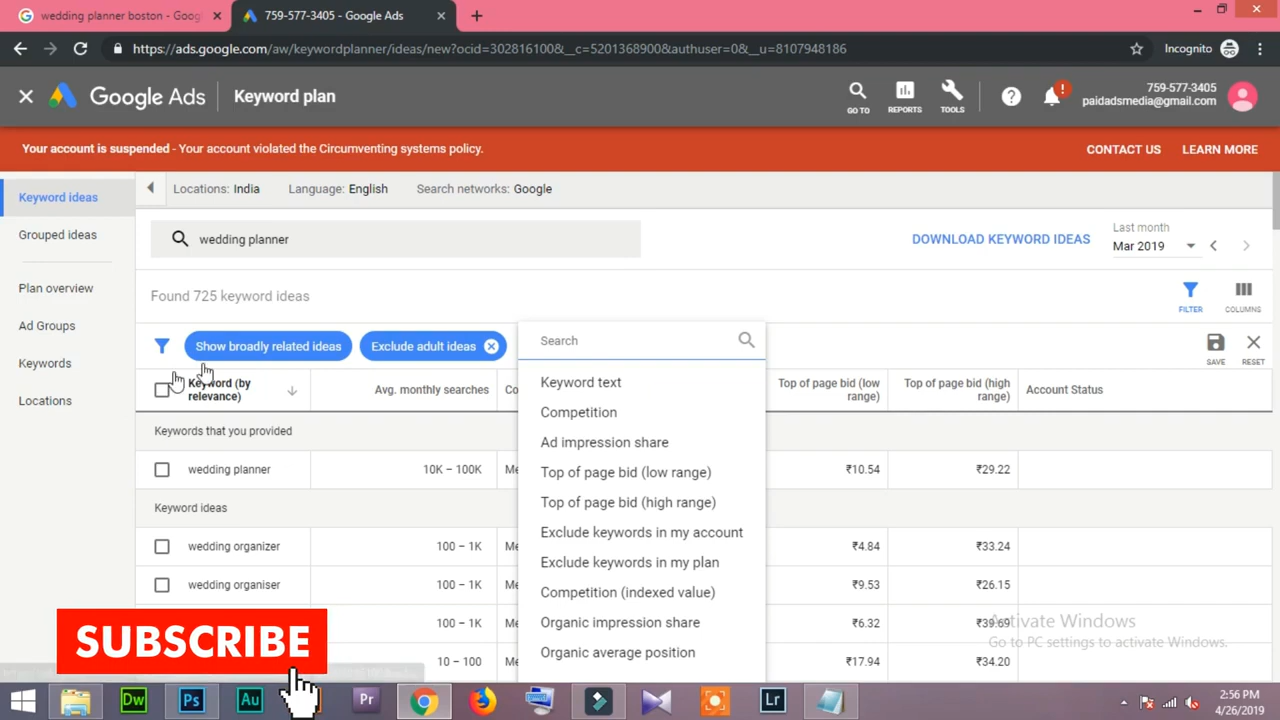 wedding planner boston - Goog
759-577-3405 - Google Ads
https://ads.google.com/aw/keywordplanner/ideas/new?ocid=302816100&__c=5201368900&authuser=0&__u=8107948186
Incognito
Google Ads
Keyword plan
GO TO
REPORTS
TOOLS
759-577-3405
paidadsmedia@gmail.com
Your account is suspended - Your account violated the Circumventing systems policy.
CONTACT US
LEARN MORE
Keyword ideas
Grouped ideas
Plan overview
Ad Groups
Keywords
Locations
Locations: India
Language: English
Search networks: Google
wedding planner
DOWNLOAD KEYWORD IDEAS
Last month
Mar 2019
Found 725 keyword ideas
FILTER
COLUMNS
Show broadly related ideas
Exclude adult ideas
SAVE
RESET
Search
Keyword text
Competition
Ad impression share
Top of page bid (low range)
Top of page bid (high range)
Exclude keywords in my account
Exclude keywords in my plan
Competition (indexed value)
Organic impression share
Organic average position
Keyword (by
relevance)
Avg. monthly searches
Co
Top of page bid (low
range)
Top of page bid (high
range)
Account Status
Keywords that you provided
wedding planner 10K – 100K Me ₹10.54 ₹29.22
Keyword ideas
wedding organizer 100 – 1K Me ₹4.84 ₹33.24
wedding organiser 100 – 1K Me ₹9.53 ₹26.15
100 – 1K Me ₹6.32 ₹39.69
10 – 100 Me ₹17.94 ₹34.20
SUBSCRIBE
Activate Windows
Go to PC settings to activate Windows.
Dw
Ps
Au
Pr
Lr
2:56 PM
4/26/2019